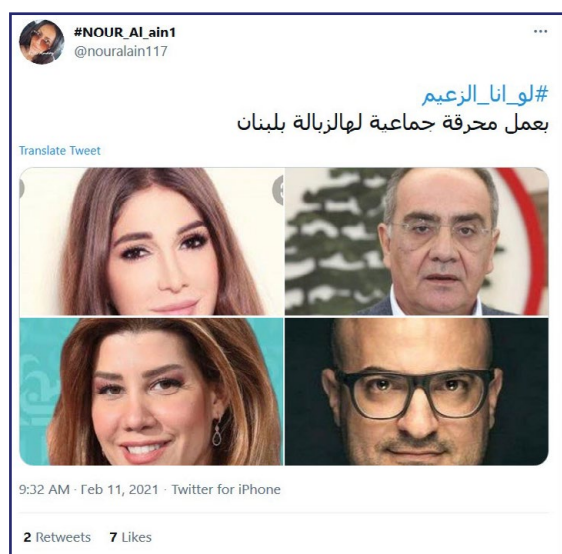 #NOUR_Al_ain1
@nouralain117
#لو_انا_الزعيم
بعمل محرقة جماعية لهالزبالة بلبنان
Translate Tweet
9:32 AM · Feb 11, 2021 · Twitter for iPhone
2 Retweets 7 Likes